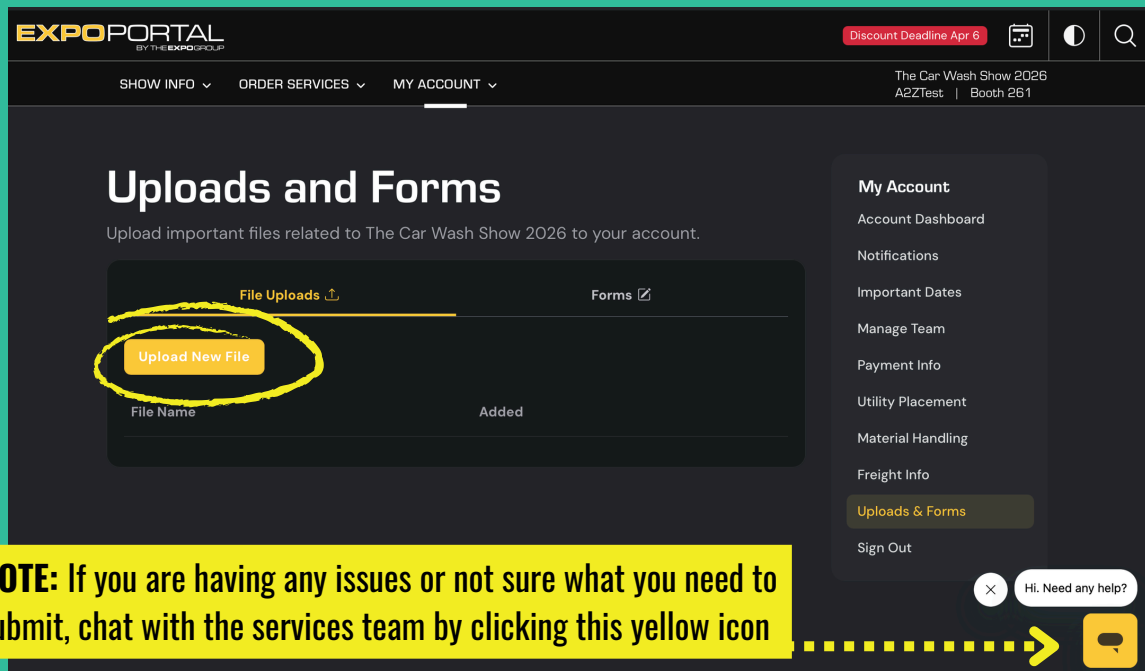 EXPOPORTAL
BY THE EXPO GROUP
Discount Deadline Apr 6
SHOW INFO
ORDER SERVICES
MY ACCOUNT
The Car Wash Show 2026
A2ZTest | Booth 261
Uploads and Forms
Upload important files related to The Car Wash Show 2026 to your account.
File Uploads
Forms
Upload New File
File Name
Added
My Account
Account Dashboard
Notifications
Important Dates
Manage Team
Payment Info
Utility Placement
Material Handling
Freight Info
Uploads & Forms
Sign Out
OTE: If you are having any issues or not sure what you need to
ubmit, chat with the services team by clicking this yellow icon
Hi. Need any help?